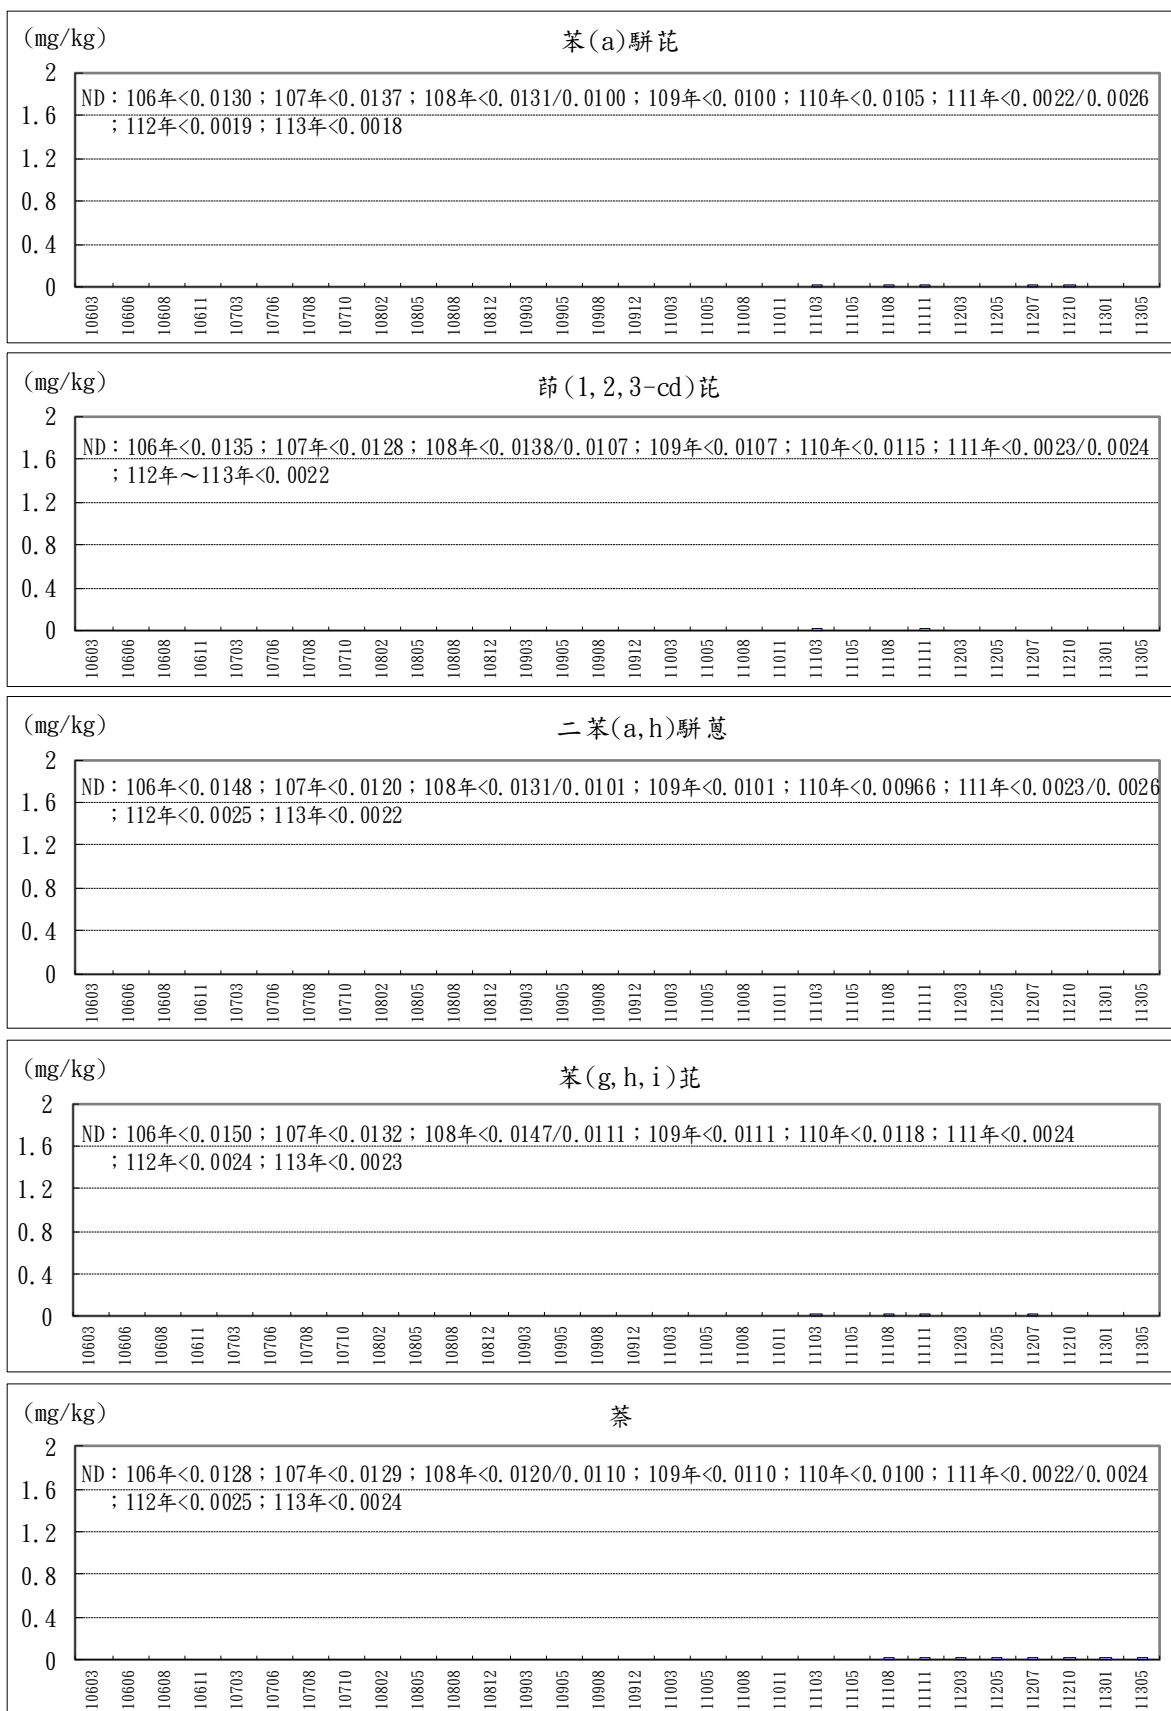 (mg/kg)
苯(a)駢芘
2
ND：106年<0.0130；107年<0.0137；108年<0.0131/0.0100；109年<0.0100；110年<0.0105；111年<0.0022/0.0026
1.6
；112年<0.0019；113年<0.0018
1.2
0.8
0.4
0
10603 10606 10608 10611 10703 10706 10708 10710 10802 10805 10808 10812 10903 10905 10908 10912 11003 11005 11008 11011 11103 11105 11108 11111 11203 11205 11207 11210 11301 11305
(mg/kg)
茚(1,2,3-cd)芘
2
ND：106年<0.0135；107年<0.0128；108年<0.0138/0.0107；109年<0.0107；110年<0.0115；111年<0.0023/0.0024
1.6
；112年～113年<0.0022
1.2
0.8
0.4
0
10603 10606 10608 10611 10703 10706 10708 10710 10802 10805 10808 10812 10903 10905 10908 10912 11003 11005 11008 11011 11103 11105 11108 11111 11203 11205 11207 11210 11301 11305
(mg/kg)
二苯(a,h)駢蒽
2
ND：106年<0.0148；107年<0.0120；108年<0.0131/0.0101；109年<0.0101；110年<0.00966；111年<0.0023/0.0026
1.6
；112年<0.0025；113年<0.0022
1.2
0.8
0.4
0
10603 10606 10608 10611 10703 10706 10708 10710 10802 10805 10808 10812 10903 10905 10908 10912 11003 11005 11008 11011 11103 11105 11108 11111 11203 11205 11207 11210 11301 11305
(mg/kg)
苯(g,h,i)苝
2
ND：106年<0.0150；107年<0.0132；108年<0.0147/0.0111；109年<0.0111；110年<0.0118；111年<0.0024
1.6
；112年<0.0024；113年<0.0023
1.2
0.8
0.4
0
10603 10606 10608 10611 10703 10706 10708 10710 10802 10805 10808 10812 10903 10905 10908 10912 11003 11005 11008 11011 11103 11105 11108 11111 11203 11205 11207 11210 11301 11305
(mg/kg)
萘
2
ND：106年<0.0128；107年<0.0129；108年<0.0120/0.0110；109年<0.0110；110年<0.0100；111年<0.0022/0.0024
1.6
；112年<0.0025；113年<0.0024
1.2
0.8
0.4
0
10603 10606 10608 10611 10703 10706 10708 10710 10802 10805 10808 10812 10903 10905 10908 10912 11003 11005 11008 11011 11103 11105 11108 11111 11203 11205 11207 11210 11301 11305